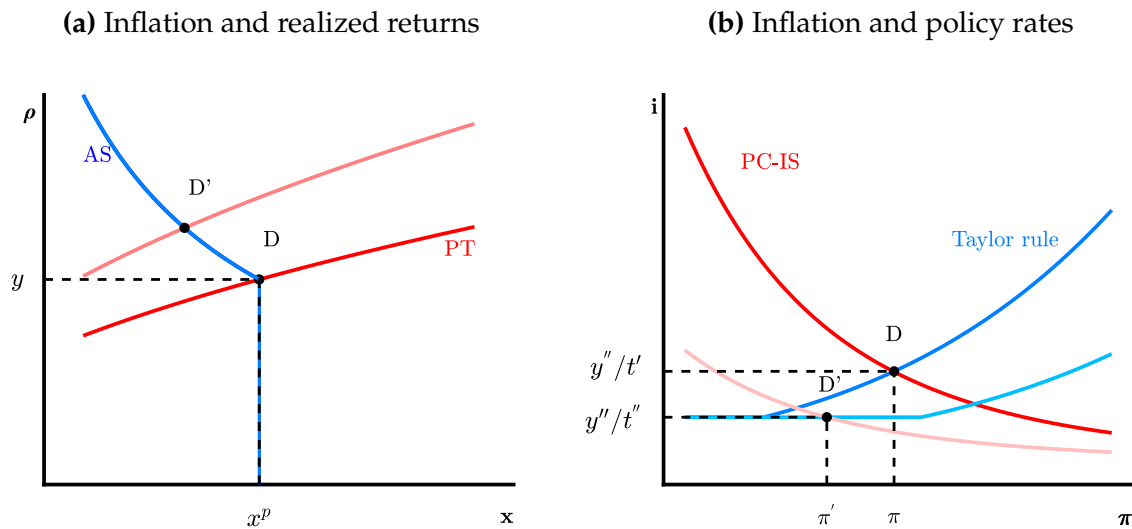 (a) Inflation and realized returns
(b) Inflation and policy rates
ρ
AS
D'
D
PT
y
x^p
x
i
PC-IS
Taylor rule
D
y''/t'
D'
y''/t''
π'
π
π